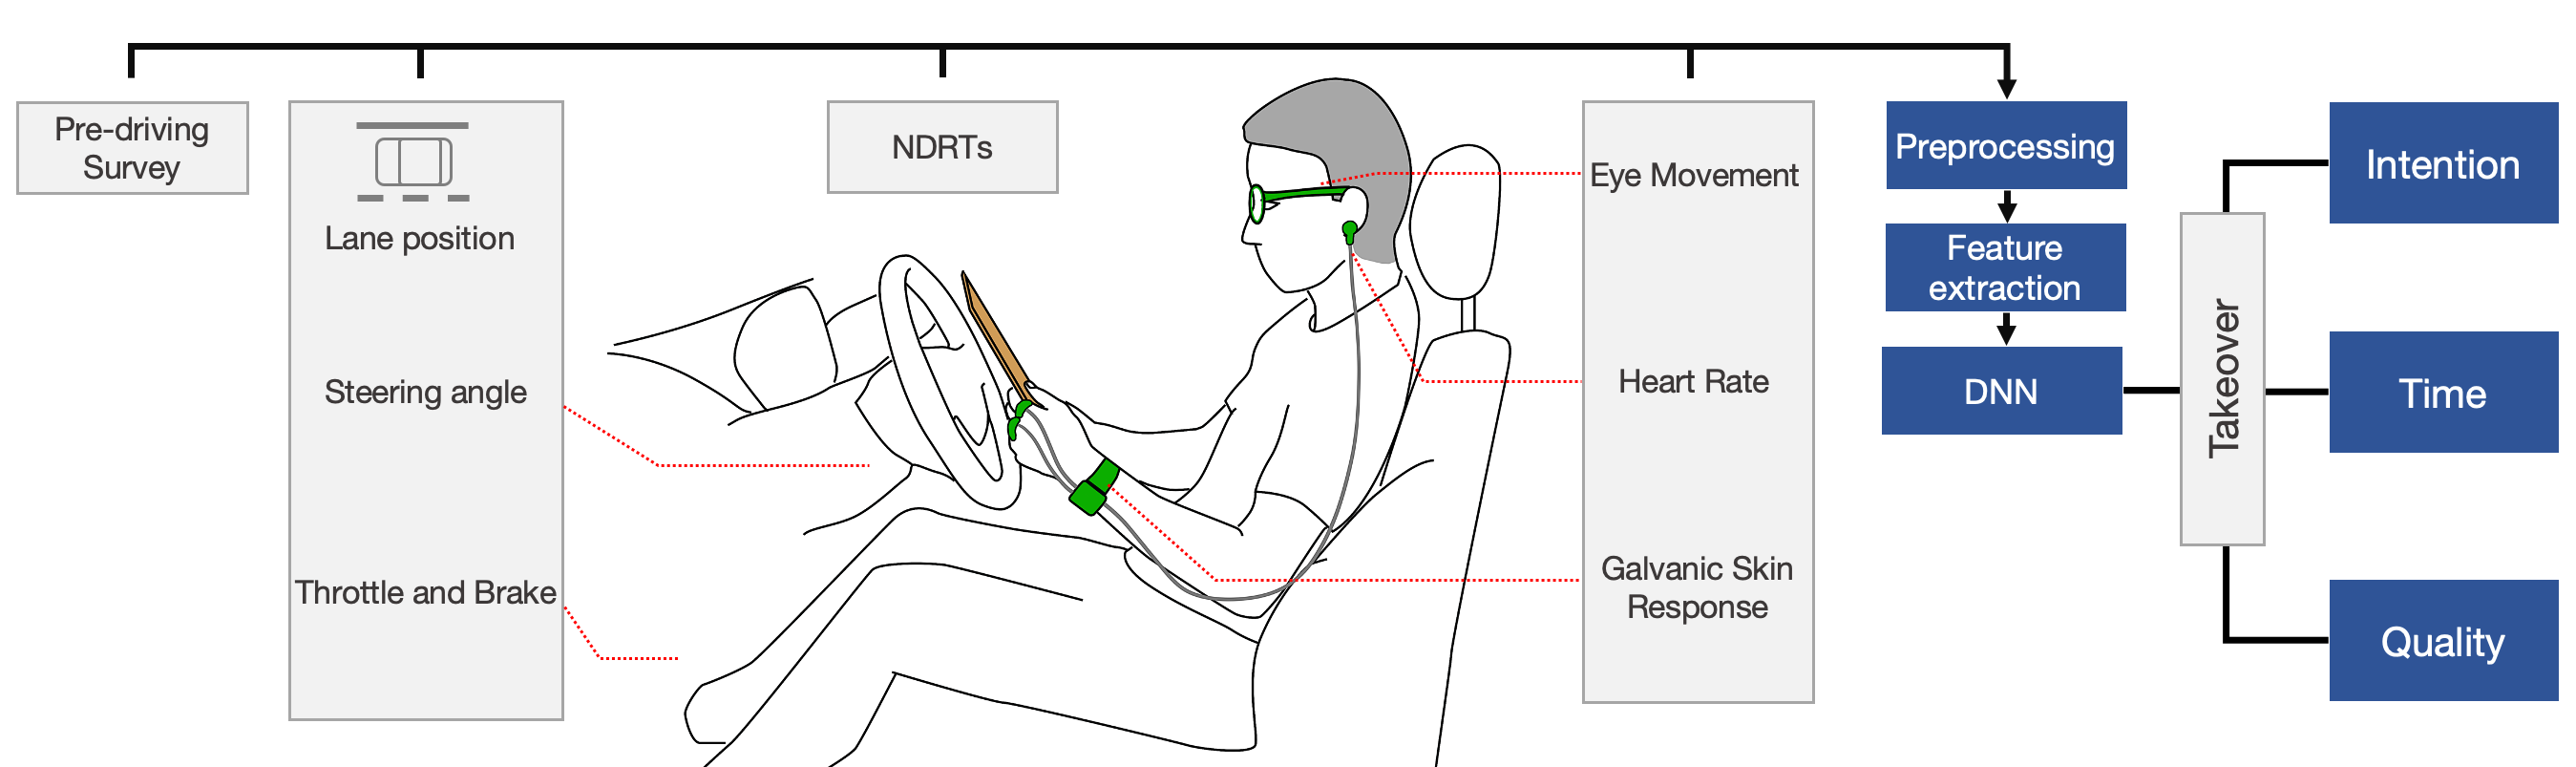 Pre-driving
Survey
Lane position
Steering angle
Throttle and Brake
NDRTs
Eye Movement
Heart Rate
Galvanic Skin
Response
Preprocessing
Feature
extraction
DNN
Takeover
Intention
Time
Quality